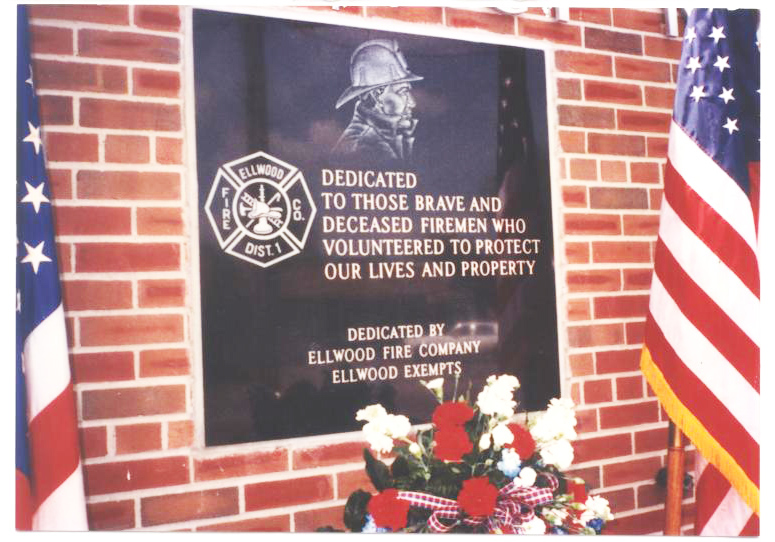 ELLWOOD
FIRE
CO.
DIST. 1
DEDICATED
TO THOSE BRAVE AND
DECEASED FIREMEN WHO
VOLUNTEERED TO PROTECT
OUR LIVES AND PROPERTY
DEDICATED BY
ELLWOOD FIRE COMPANY
ELLWOOD EXEMPTS